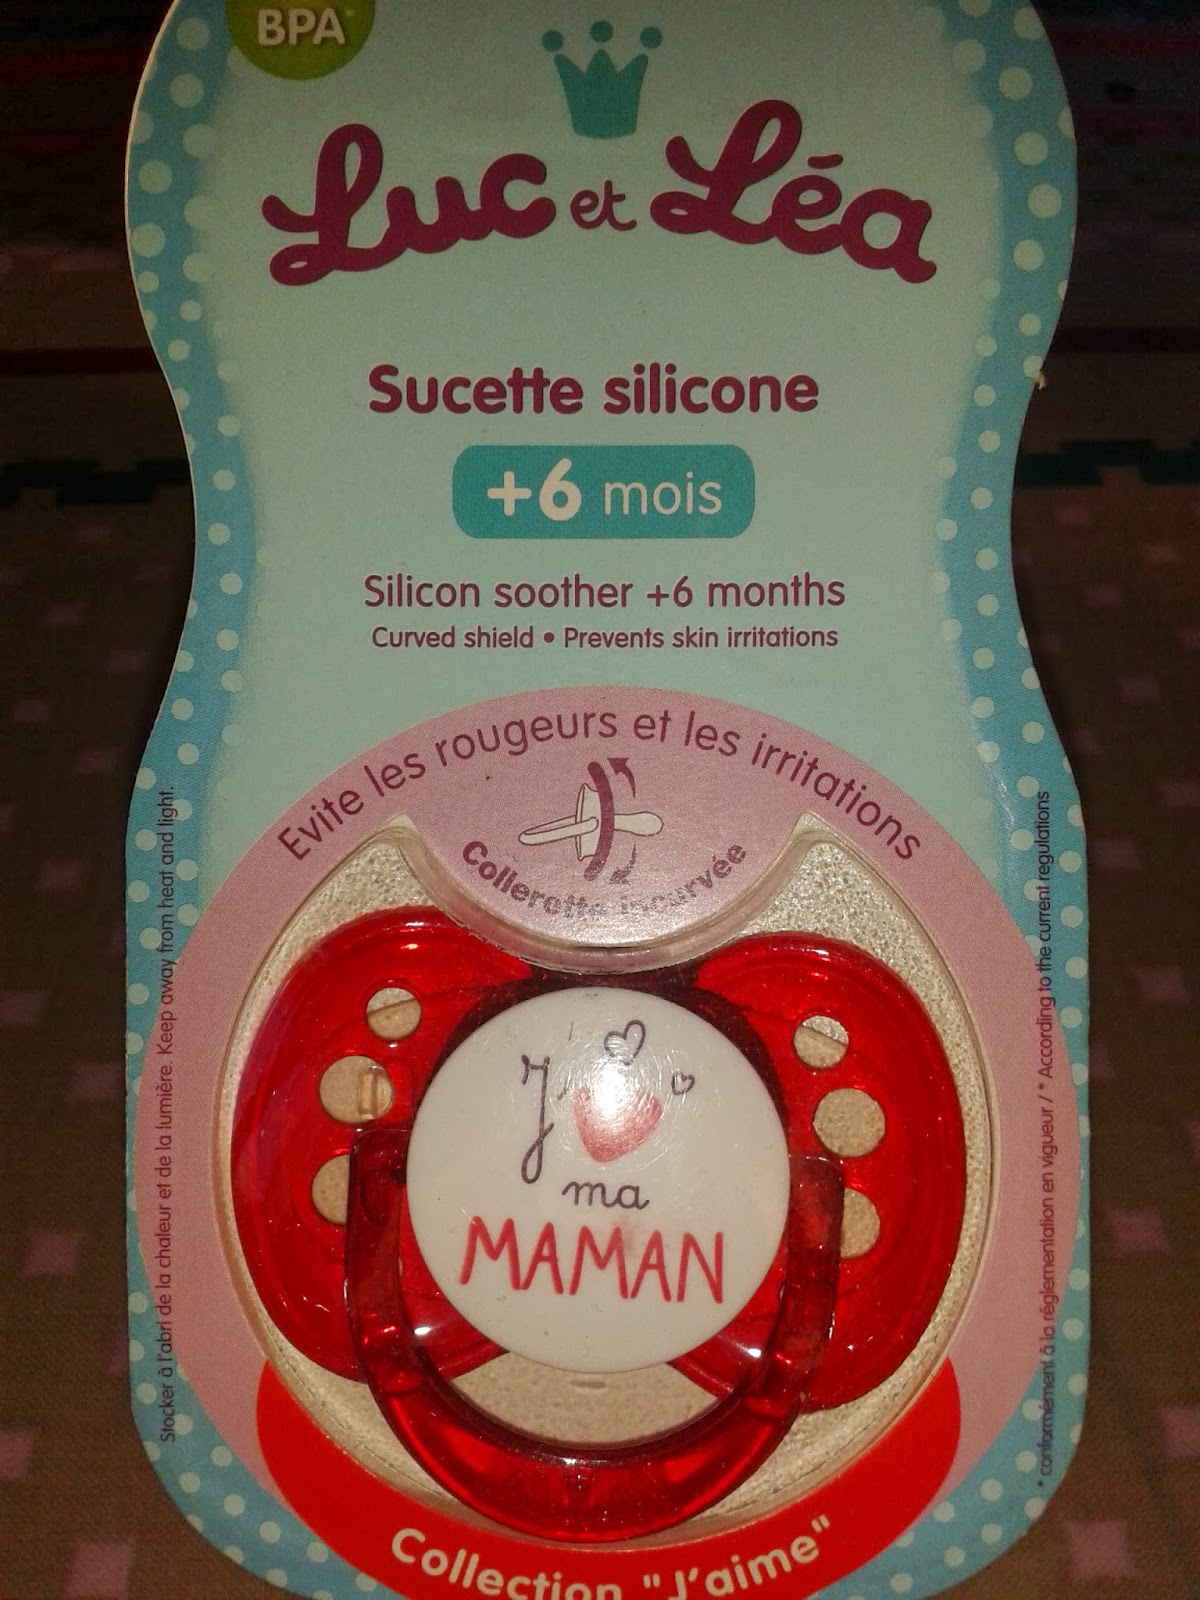 BPA*
Luc et Léa
Sucette silicone
+6 mois
Silicon soother +6 months
Curved shield • Prevents skin irritations
Evite les rougeurs et les irritations
Collerette incurvée
J'
ma
MAMAN
Collection "J'aime"
Stocker à l'abri de la chaleur et de la lumière. Keep away from heat and light.
* conformément à la réglementation en vigueur / * According to the current regulations